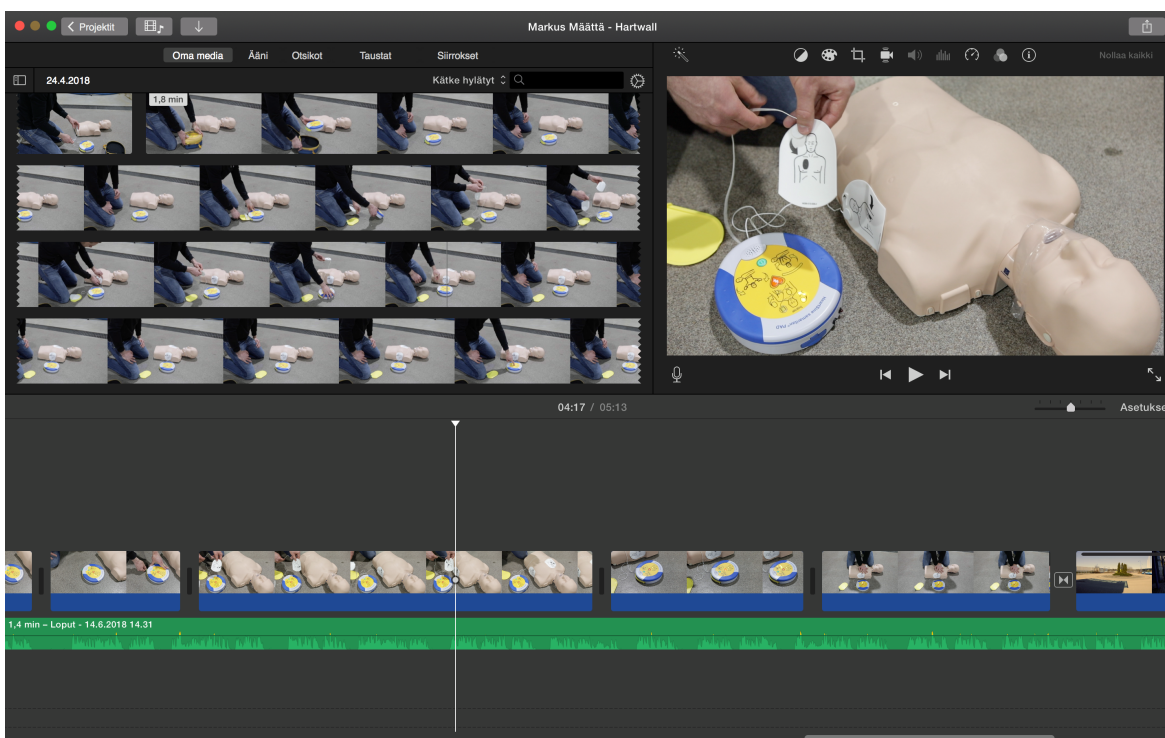 Projektit
Markus Määttä - Hartwall
Oma media
Ääni
Otsikot
Taustat
Siirrokset
Nollaa kaikki
24.4.2018
Kätke hylätyt
1,8 min
04:17 / 05:13
Asetukse
1,4 min – Loput - 14.6.2018 14.31